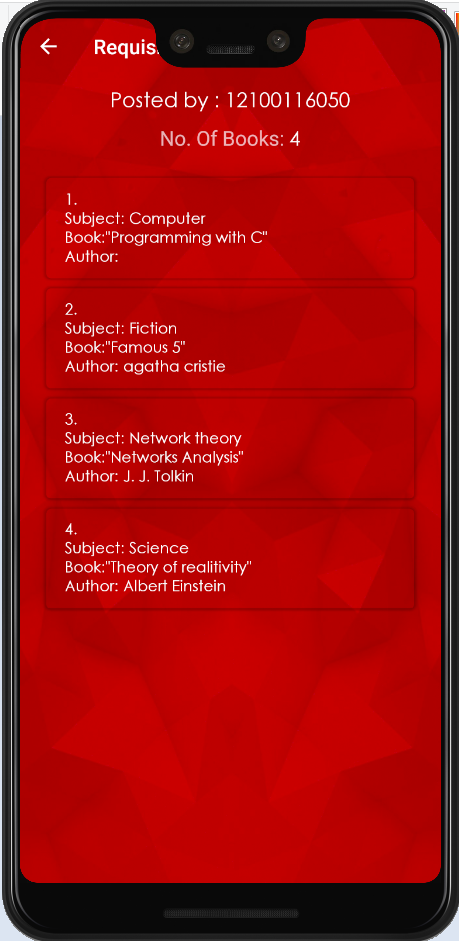 Requis
Posted by : 12100116050
No. Of Books: 4
1.
Subject: Computer
Book:"Programming with C"
Author:
2.
Subject: Fiction
Book:"Famous 5"
Author: agatha cristie
3.
Subject: Network theory
Book:"Networks Analysis"
Author: J. J. Tolkin
4.
Subject: Science
Book:"Theory of realitivity"
Author: Albert Einstein